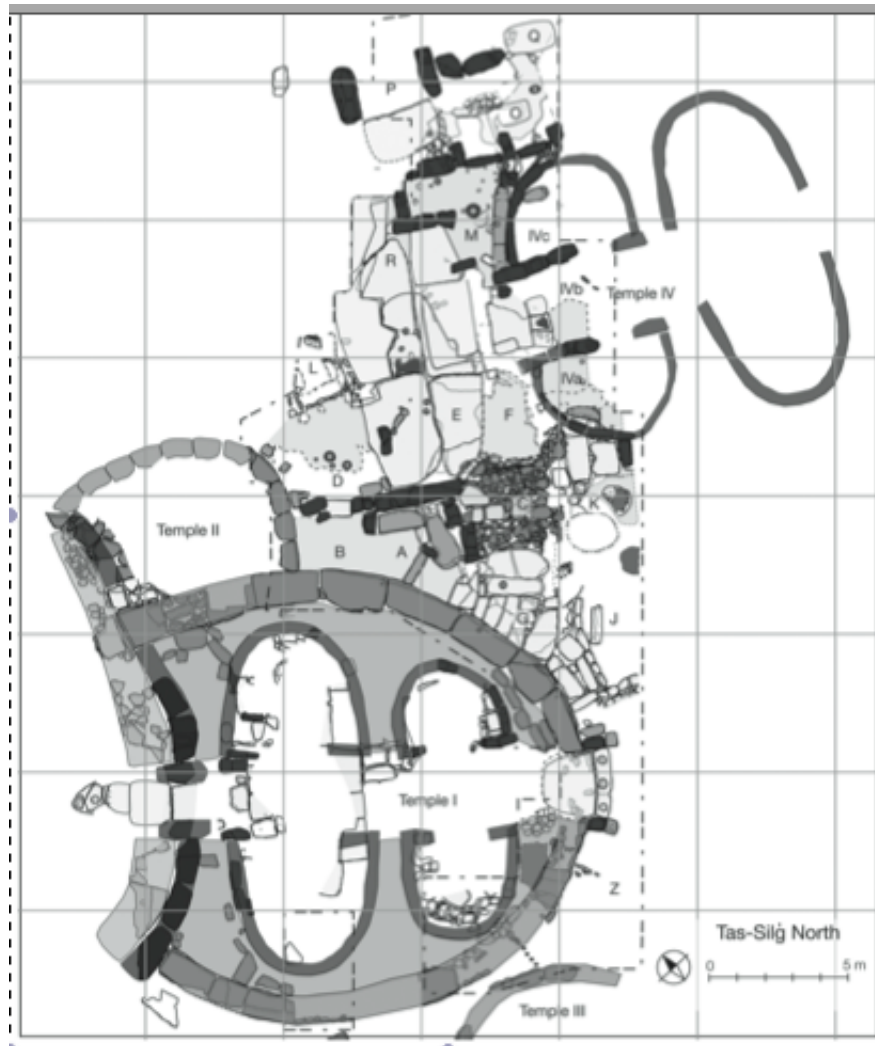 Q
P
O
M
IVc
R
IVb
Temple IV
L
IVa
E
F
D
K
Temple II
B
A
C
G
J
Temple I
I
Z
Tas-Silġ North
0
5 m
Temple III